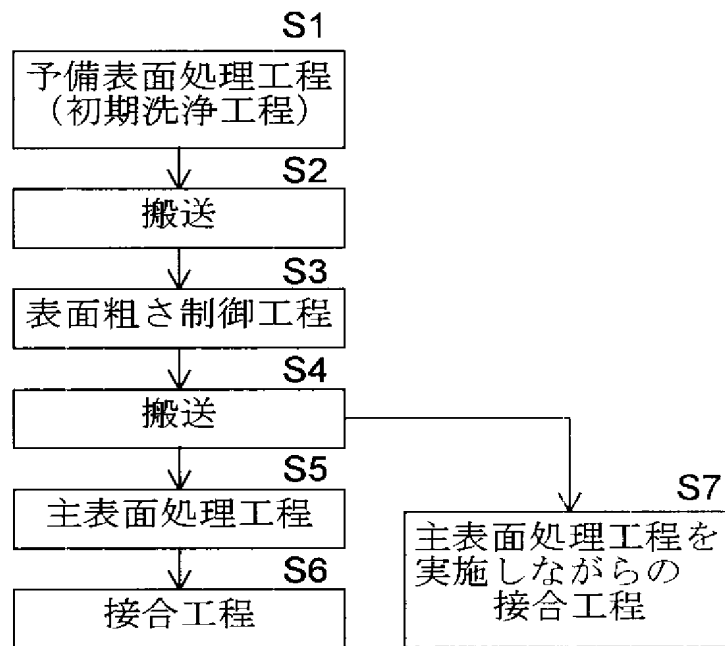 S1
予備表面処理工程
(初期洗浄工程)
S2
搬送
S3
表面粗さ制御工程
S4
搬送
S5
主表面処理工程
S6
接合工程
S7
主表面処理工程を
実施しながらの
接合工程